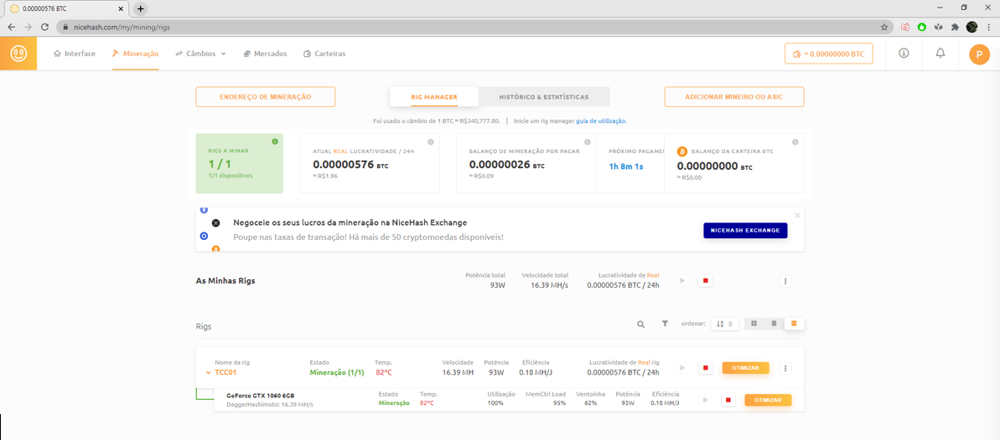 0.00000576 BTC
nicehash.com/my/mining/rigs
Interface Mineração Câmbios Mercados Carteiras ≈ 0.00000000 BTC P
ENDEREÇO DE MINERAÇÃO RIG MANAGER HISTÓRICO & ESTATÍSTICAS ADICIONAR MINEIRO OU ASIC
Foi usado o câmbio de 1 BTC ≈ R$340,777.80. | Inicie um rig manager guia de utilização.
RIGS A MINAR
1 / 1
1/1 dispositivos
ATUAL REAL LUCRATIVIDADE / 24H
0.00000576 BTC
≈ R$1.96
BALANÇO DE MINERAÇÃO POR PAGAR
0.00000026 BTC
≈ R$0.09
PRÓXIMO PAGAMEN
1h 8m 1s
BALANÇO DA CARTEIRA BTC
0.00000000 BTC
≈ R$0.00
Negoceie os seus lucros da mineração na NiceHash Exchange
Poupe nas taxas de transação! Há mais de 50 cryptomoedas disponíveis!
NICEHASH EXCHANGE
As Minhas Rigs
Potência total Velocidade total Lucratividade de Real
93W 16.39 MH/s 0.00000576 BTC / 24h
Rigs ordenar:
Nome da rig Estado Temp. Velocidade Potência Eficiência Lucratividade de Real rig
TCC01 Mineração (1/1) 82°C 16.39 MH 93W 0.18 MH/J 0.00000576 BTC / 24h OTIMIZAR
GeForce GTX 1060 6GB Estado Temp. Utilização MemCtrl Load Ventoinha Potência Eficiência
DaggerHashimoto: 16.39 MH/s Mineração 82°C 100% 95% 62% 93W 0.18 MH/J OTIMIZAR